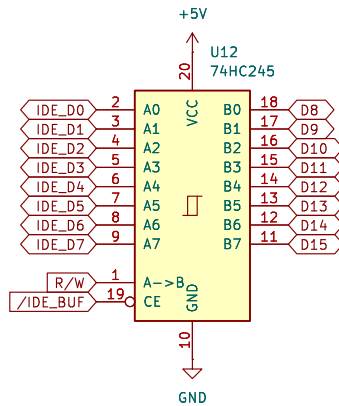 +5V
U12
74HC245
20
VCC
IDE_D0 2 A0 B0 18 D8
IDE_D1 3 A1 B1 17 D9
IDE_D2 4 A2 B2 16 D10
IDE_D3 5 A3 B3 15 D11
IDE_D4 6 A4 B4 14 D12
IDE_D5 7 A5 B5 13 D13
IDE_D6 8 A6 B6 12 D14
IDE_D7 9 A7 B7 11 D15
R/W 1 A->B
/IDE_BUF 19 CE
GND
10
GND